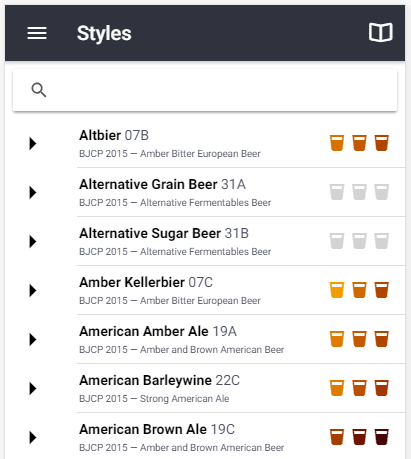 Styles
Altbier 07B
BJCP 2015 — Amber Bitter European Beer
Alternative Grain Beer 31A
BJCP 2015 — Alternative Fermentables Beer
Alternative Sugar Beer 31B
BJCP 2015 — Alternative Fermentables Beer
Amber Kellerbier 07C
BJCP 2015 — Amber Bitter European Beer
American Amber Ale 19A
BJCP 2015 — Amber and Brown American Beer
American Barleywine 22C
BJCP 2015 — Strong American Ale
American Brown Ale 19C
BJCP 2015 — Amber and Brown American Beer